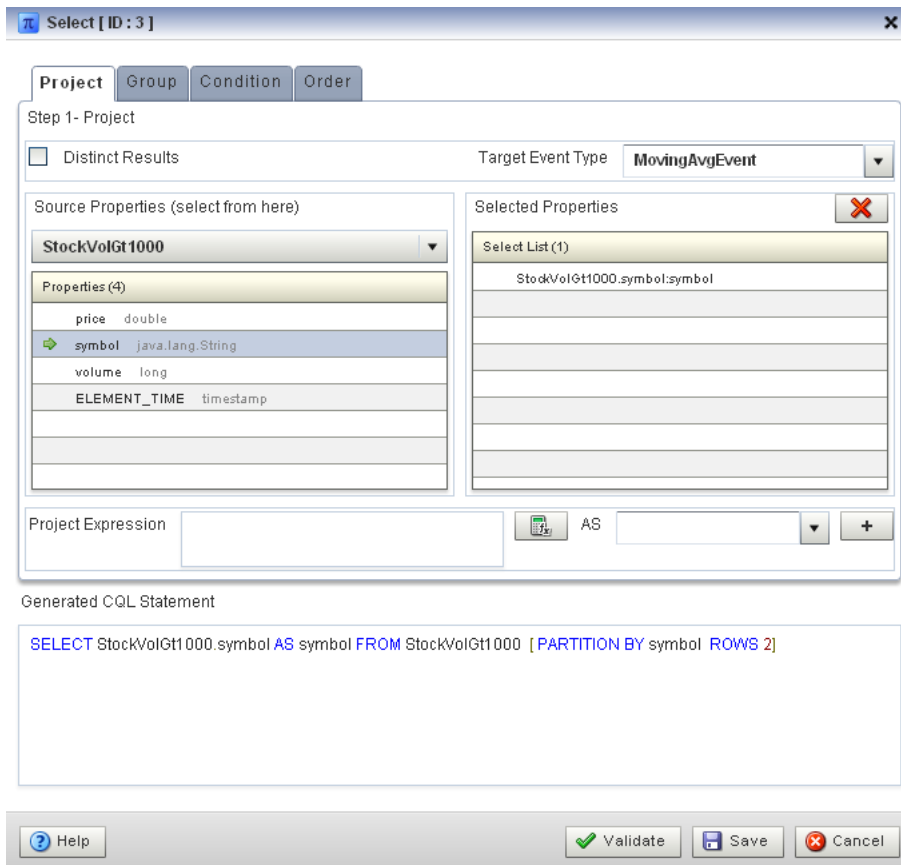 π Select [ ID : 3 ]
Project Group Condition Order
Step 1- Project
Distinct Results Target Event Type MovingAvgEvent
Source Properties (select from here) Selected Properties
StockVolGt1000
Select List (1)
Properties (4)
StockVolGt1000.symbol:symbol
price double
symbol java.lang.String
volume long
ELEMENT_TIME timestamp
Project Expression fx AS +
Generated CQL Statement
SELECT StockVolGt1000.symbol AS symbol FROM StockVolGt1000 [ PARTITION BY symbol ROWS 2]
? Help Validate Save Cancel